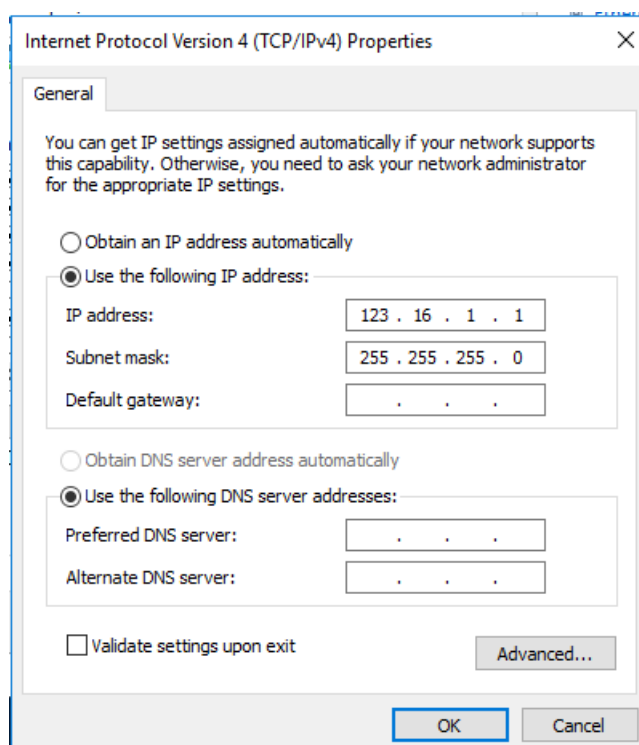 Internet Protocol Version 4 (TCP/IPv4) Properties
General
You can get IP settings assigned automatically if your network supports
this capability. Otherwise, you need to ask your network administrator
for the appropriate IP settings.
Obtain an IP address automatically
Use the following IP address:
IP address: 123 . 16 . 1 . 1
Subnet mask: 255 . 255 . 255 . 0
Default gateway: . . .
Obtain DNS server address automatically
Use the following DNS server addresses:
Preferred DNS server: . . .
Alternate DNS server: . . .
Validate settings upon exit
Advanced...
OK Cancel